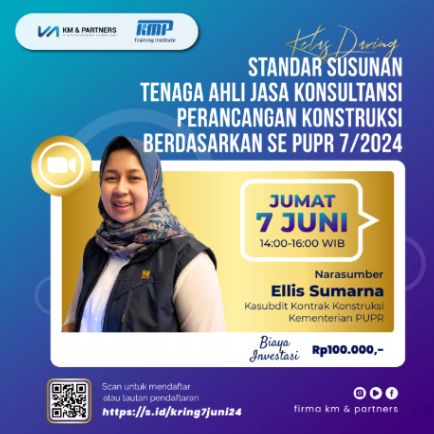 KM & PARTNERS
KMP
Training Institute
Kelas Daring
STANDAR SUSUNAN
TENAGA AHLI JASA KONSULTANSI
PERANCANGAN KONSTRUKSI
BERDASARKAN SE PUPR 7/2024
JUMAT
7 JUNI
14:00-16:00 WIB
Narasumber
Ellis Sumarna
Kasubdit Kontrak Konstruksi
Kementerian PUPR
Biaya
Investasi
Rp100.000,-
Scan untuk mendaftar
atau tautan pendaftaran
https://s.id/kring7juni24
firma km & partners